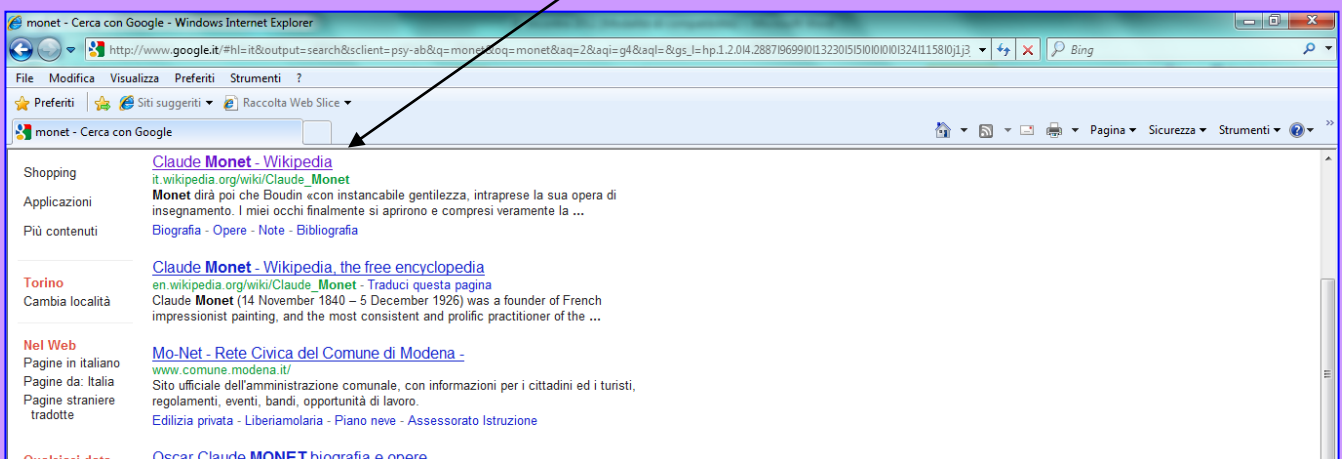 monet - Cerca con Google - Windows Internet Explorer
http://www.google.it/#hl=it&output=search&sclient=psy-ab&q=monet&oq=monet&aq=2&aqi=g4&aql=&gs_l=hp.1.2.0l4.2887l9699l0l13230l5l5l0l0l0l0l324l1158l0j1j3
Bing
File Modifica Visualizza Preferiti Strumenti ?
Preferiti Siti suggeriti Raccolta Web Slice
monet - Cerca con Google
Pagina Sicurezza Strumenti
Shopping
Applicazioni
Più contenuti
Torino
Cambia località
Nel Web
Pagine in italiano
Pagine da: Italia
Pagine straniere
tradotte
Qualsiasi data
Claude Monet - Wikipedia
it.wikipedia.org/wiki/Claude_Monet
Monet dirà poi che Boudin «con instancabile gentilezza, intraprese la sua opera di
insegnamento. I miei occhi finalmente si aprirono e compresi veramente la ...
Biografia - Opere - Note - Bibliografia
Claude Monet - Wikipedia, the free encyclopedia
en.wikipedia.org/wiki/Claude_Monet - Traduci questa pagina
Claude Monet (14 November 1840 – 5 December 1926) was a founder of French
impressionist painting, and the most consistent and prolific practitioner of the ...
Mo-Net - Rete Civica del Comune di Modena -
www.comune.modena.it/
Sito ufficiale dell'amministrazione comunale, con informazioni per i cittadini ed i turisti,
regolamenti, eventi, bandi, opportunità di lavoro.
Edilizia privata - Liberiamolaria - Piano neve - Assessorato Istruzione
Oscar Claude MONET biografia e opere